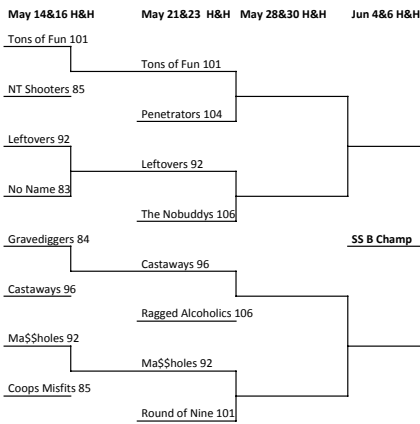 May 14&16 H&H May 21&23 H&H May 28&30 H&H Jun 4&6 H&H
Tons of Fun 101
Tons of Fun 101
NT Shooters 85
Penetrators 104
Leftovers 92
Leftovers 92
No Name 83
The Nobuddys 106
Gravediggers 84
SS B Champ
Castaways 96
Castaways 96
Ragged Alcoholics 106
Ma$$holes 92
Ma$$holes 92
Coops Misfits 85
Round of Nine 101